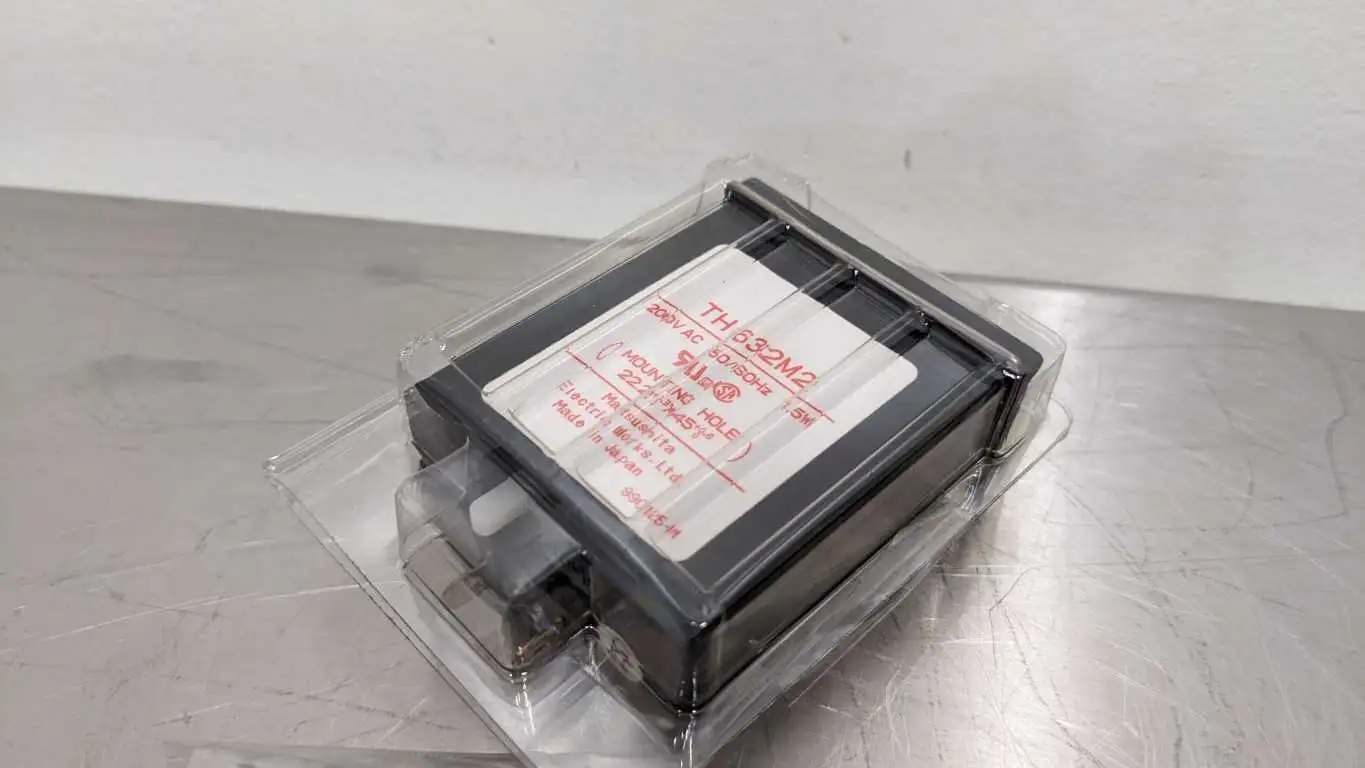 TH632M2
200V AC 50/60Hz 1.5W
MOUNTING HOLE
Matsushita
Electric Works. Ltd.
Made in Japan